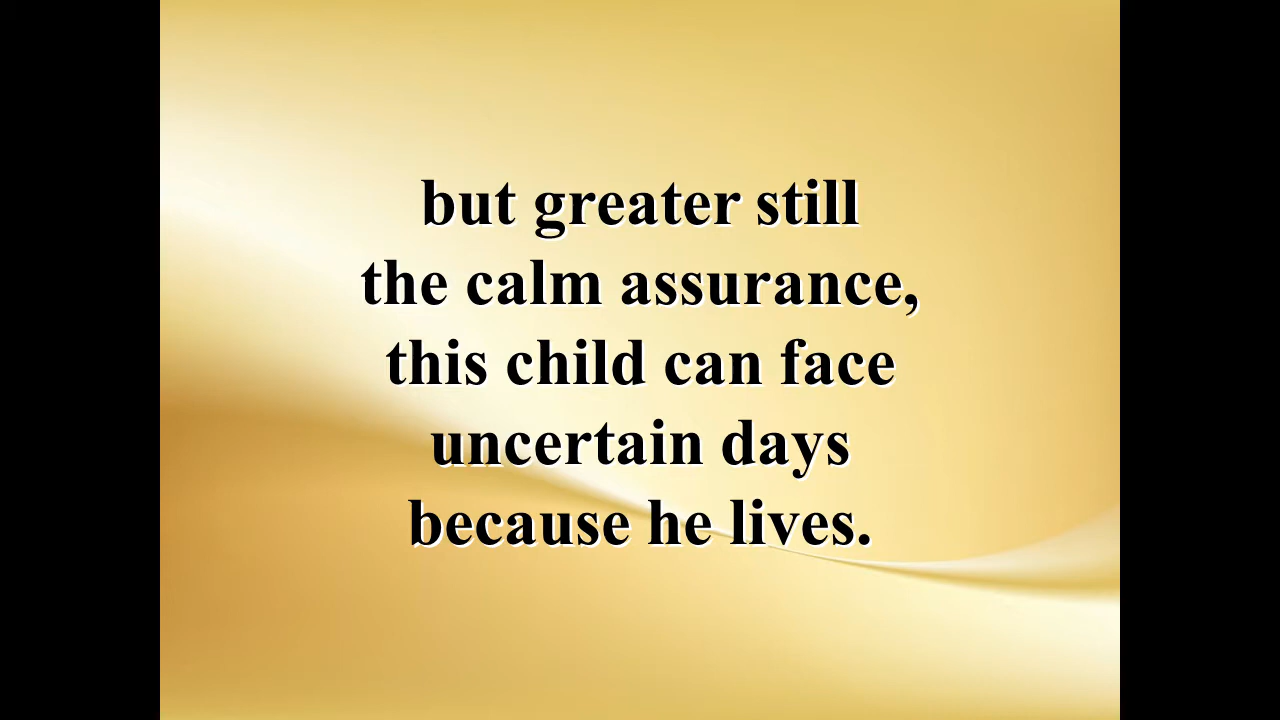 but greater still
the calm assurance,
this child can face
uncertain days
because he lives.